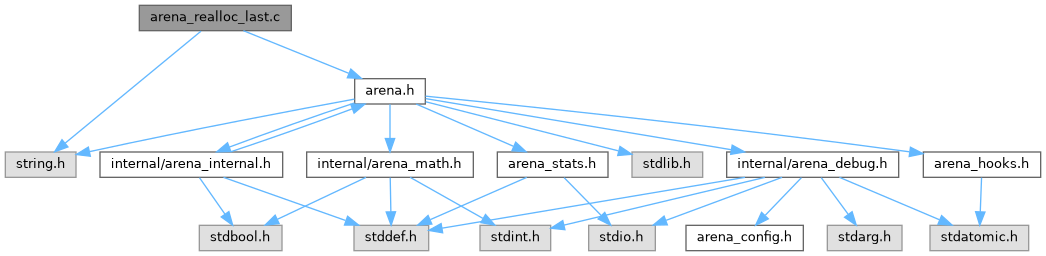 arena_realloc_last.c
arena.h
string.h
internal/arena_internal.h
internal/arena_math.h
arena_stats.h
stdlib.h
internal/arena_debug.h
arena_hooks.h
stdbool.h
stddef.h
stdint.h
stdio.h
arena_config.h
stdarg.h
stdatomic.h